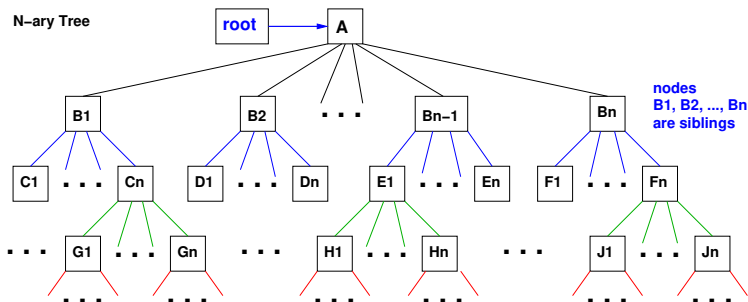 N-ary Tree
root
A
B1
B2
. . .
Bn-1
Bn
nodes
B1, B2, ..., Bn
are siblings
C1
. . .
Cn
D1
. . .
Dn
E1
. . .
En
F1
. . .
Fn
. . .
G1
. . .
Gn
. . .
H1
. . .
Hn
. . .
J1
. . .
Jn
. . .
. . .
. . .
. . .
. . .
. . .